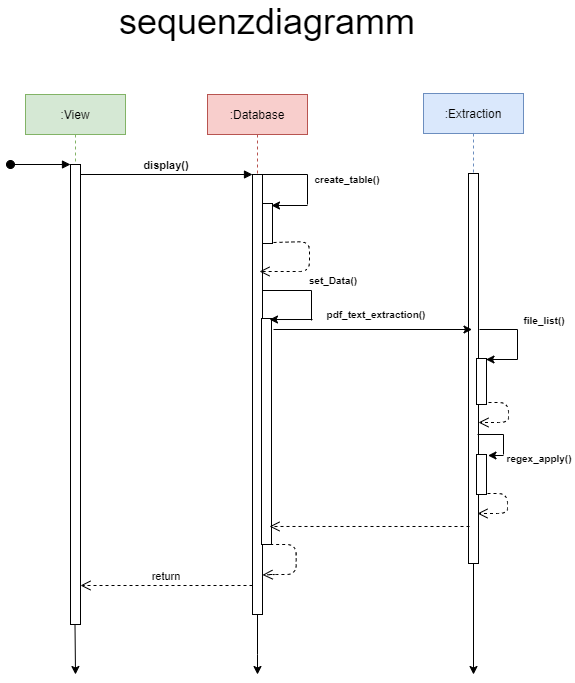 sequenzdiagramm
:View
:Database
:Extraction
display()
create_table()
set_Data()
pdf_text_extraction()
file_list()
regex_apply()
return